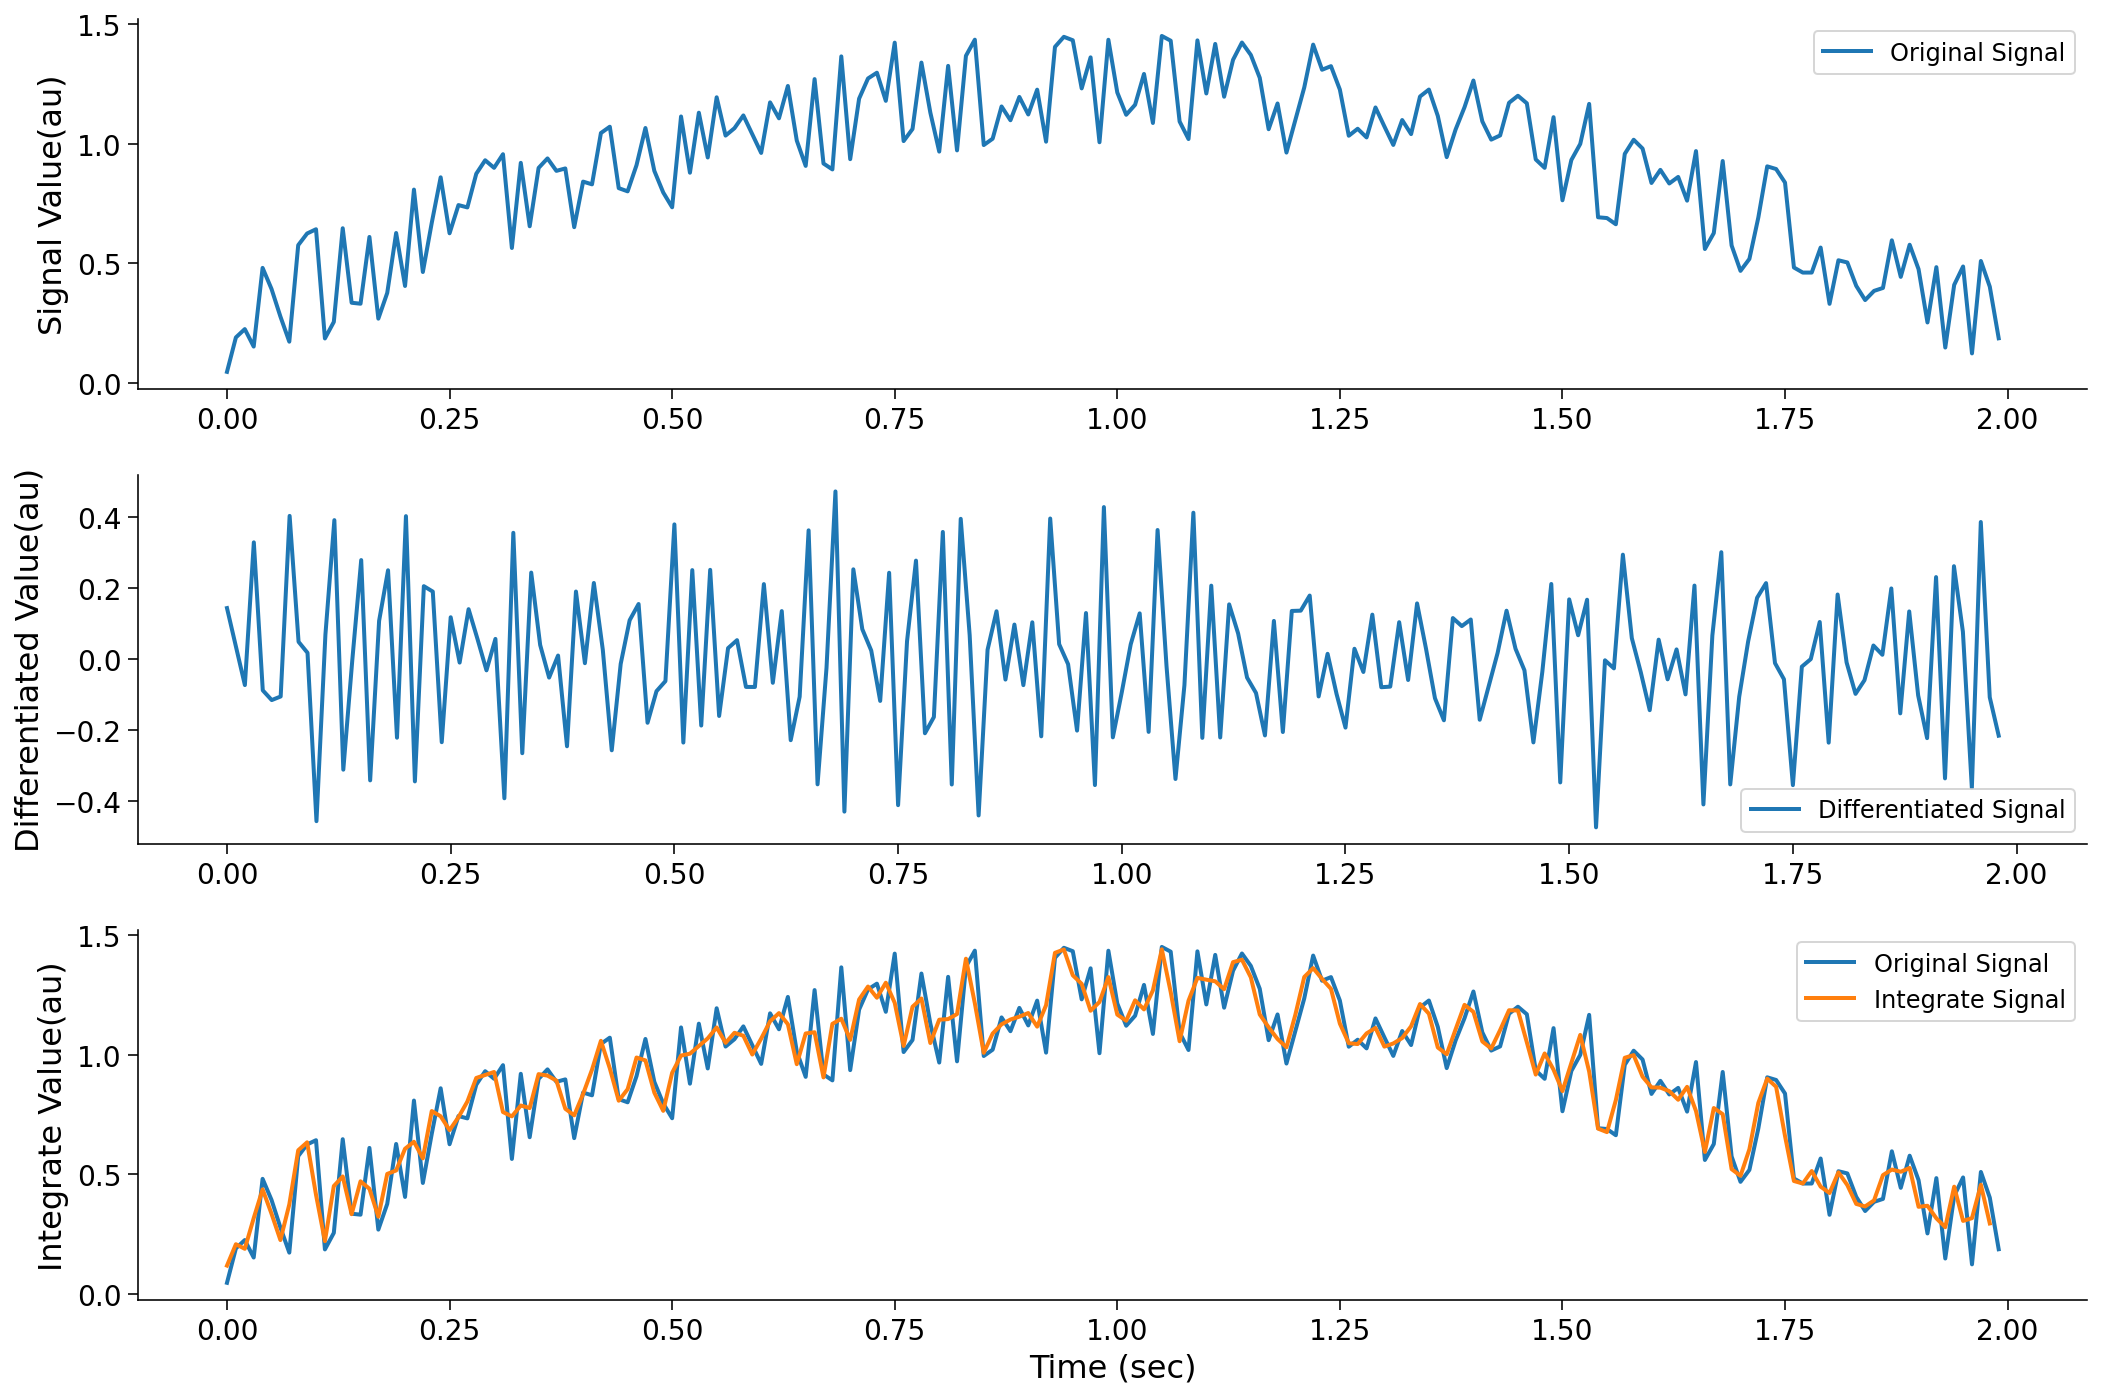 Signal Value(au)
1.5
1.0
0.5
0.0
Original Signal
0.00 0.25 0.50 0.75 1.00 1.25 1.50 1.75 2.00
Differentiated Value(au)
0.4
0.2
0.0
−0.2
−0.4
Differentiated Signal
0.00 0.25 0.50 0.75 1.00 1.25 1.50 1.75 2.00
Integrate Value(au)
1.5
1.0
0.5
0.0
Original Signal
Integrate Signal
0.00 0.25 0.50 0.75 1.00 1.25 1.50 1.75 2.00
Time (sec)